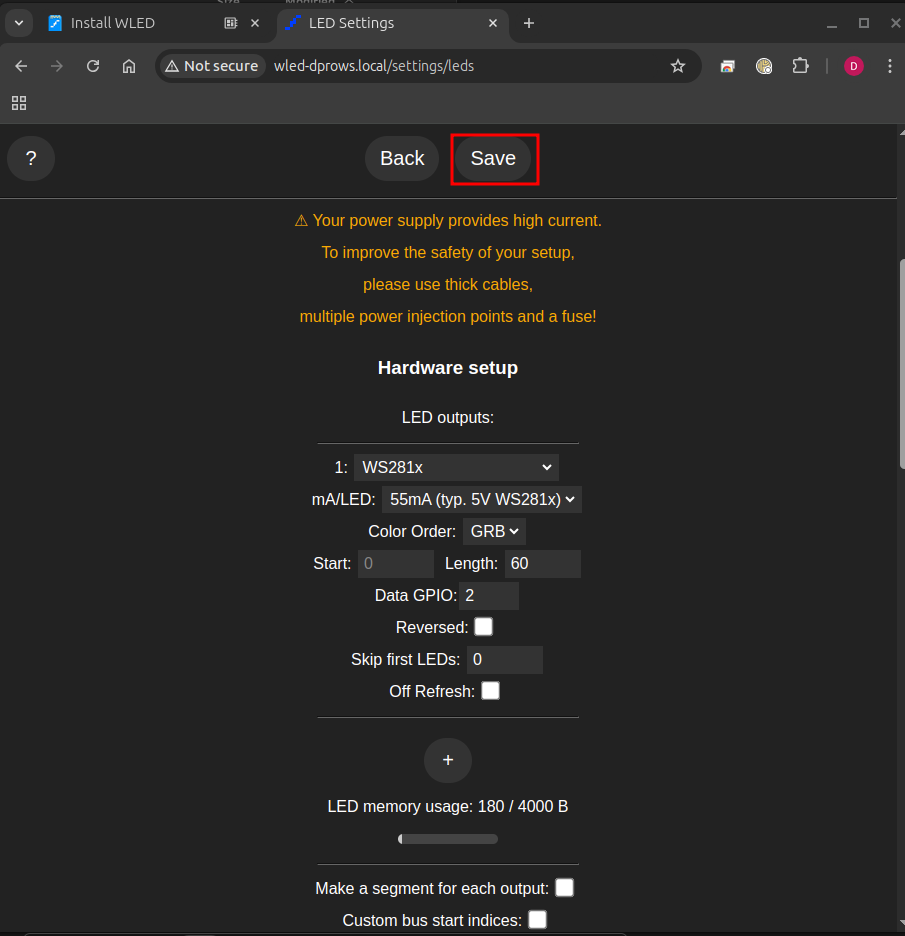 Install WLED
LED Settings
Not secure
wled-dprows.local/settings/leds
D
?
Back
Save
⚠ Your power supply provides high current.
To improve the safety of your setup,
please use thick cables,
multiple power injection points and a fuse!
Hardware setup
LED outputs:
1: WS281x
mA/LED: 55mA (typ. 5V WS281x)
Color Order: GRB
Start: 0 Length: 60
Data GPIO: 2
Reversed:
Skip first LEDs: 0
Off Refresh:
+
LED memory usage: 180 / 4000 B
Make a segment for each output:
Custom bus start indices: